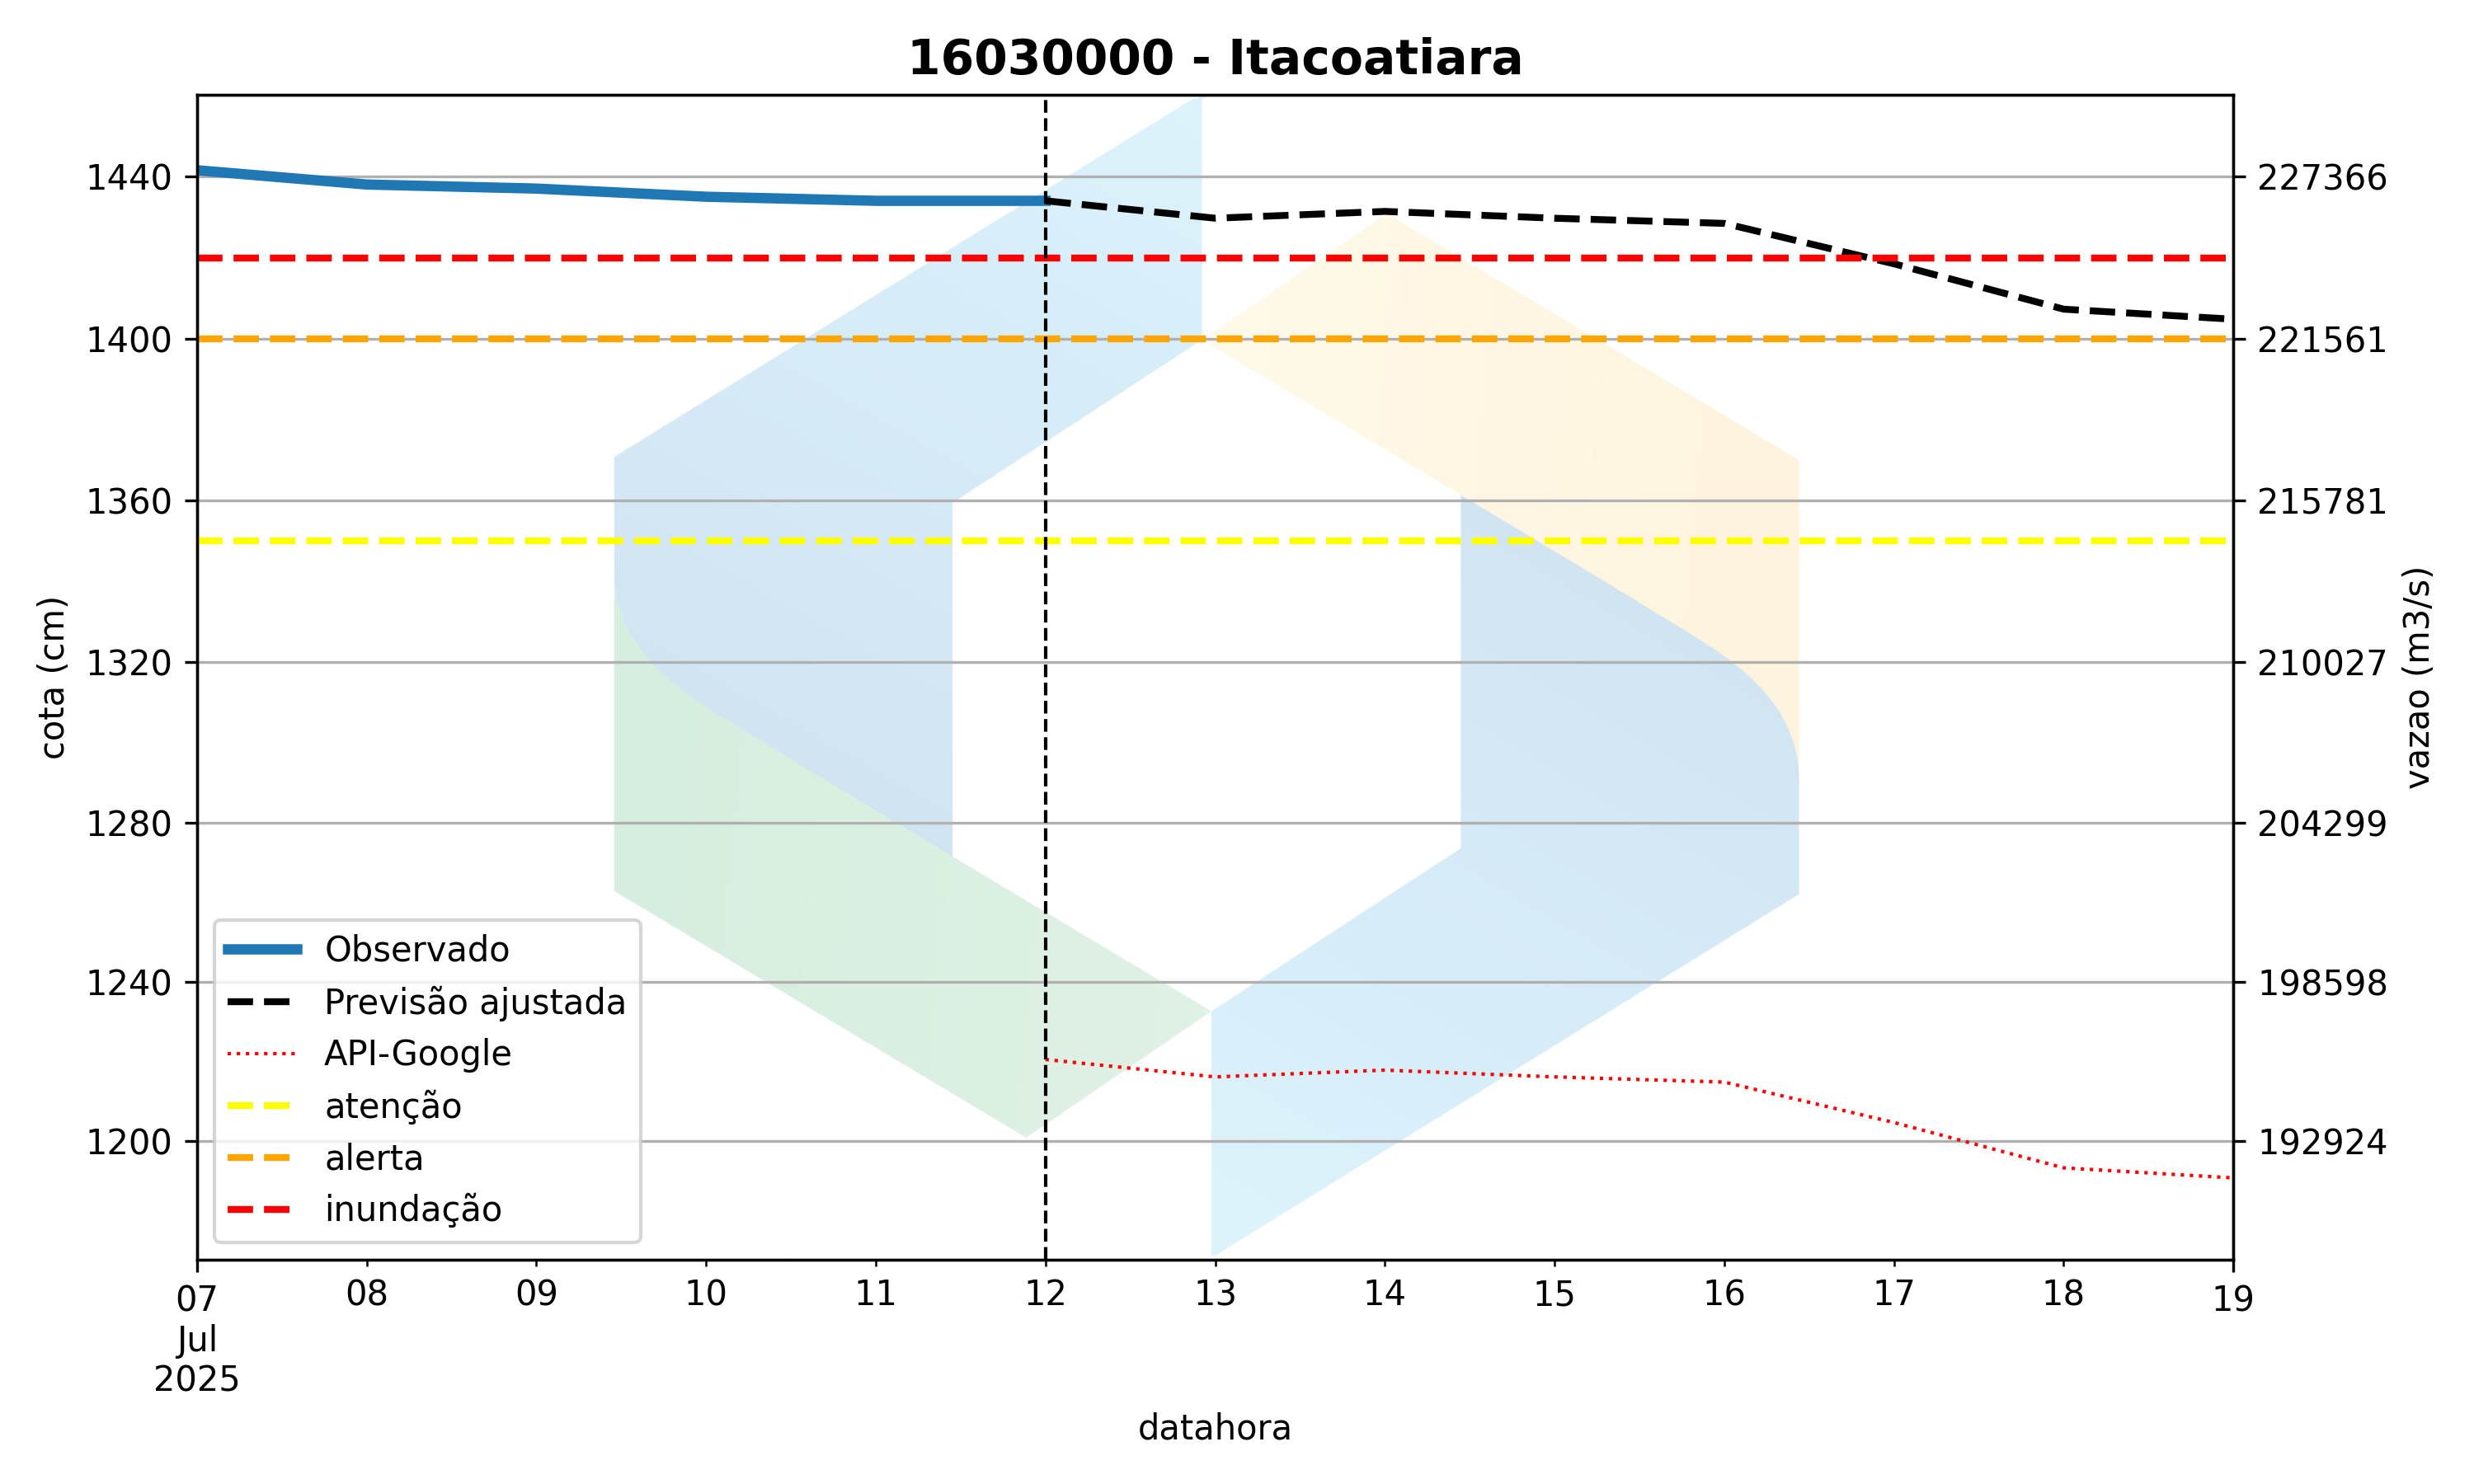 16030000 - Itacoatiara
1440
1400
1360
1320
1280
1240
1200
cota (cm)
227366
221561
215781
210027
204299
198598
192924
vazao (m3/s)
Observado
Previsão ajustada
API-Google
atenção
alerta
inundação
07 08 09 10 11 12 13 14 15 16 17 18 19
Jul
2025
datahora